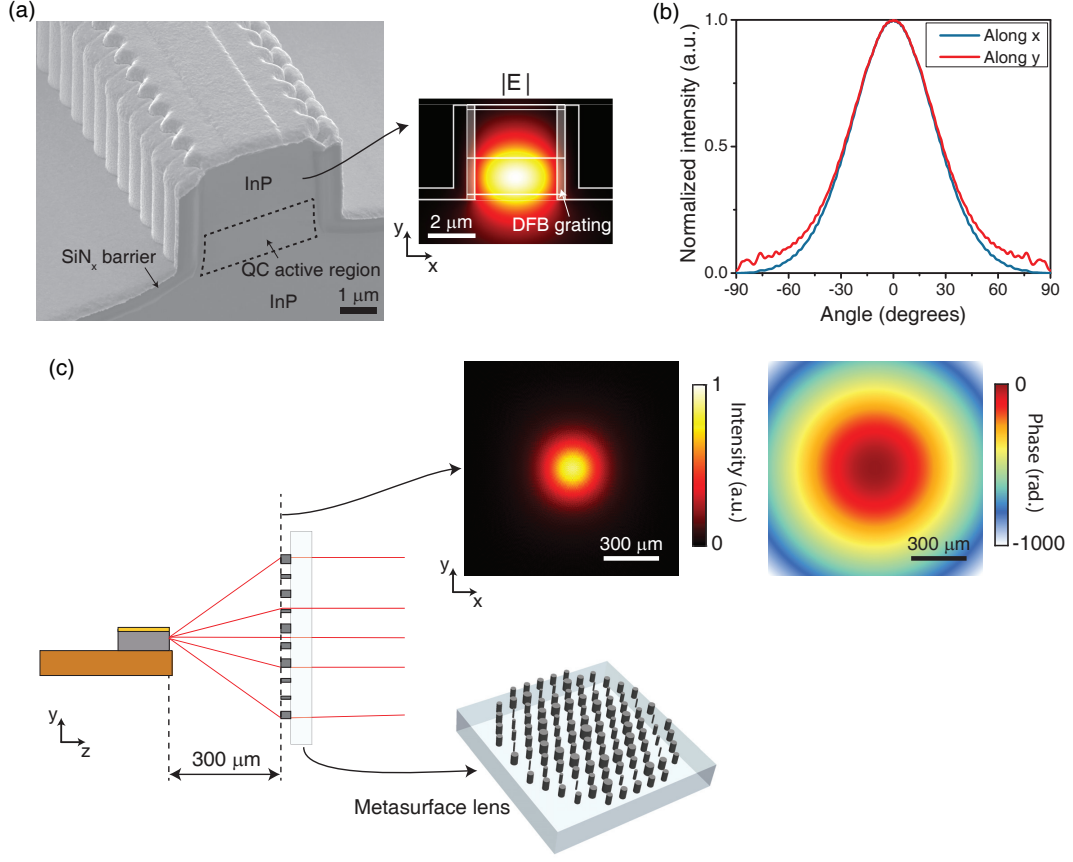 (a)
InP
QC active region
SiNx barrier
InP
1 μm
|E|
2 μm
DFB grating
y
x
(b)
Normalized intensity (a.u.)
1.0
0.5
0.0
Along x
Along y
-90 -60 -30 0 30 60 90
Angle (degrees)
(c)
300 μm
y
x
1
0
Intensity (a.u.)
300 μm
0
-1000
Phase (rad.)
y
z
300 μm
Metasurface lens